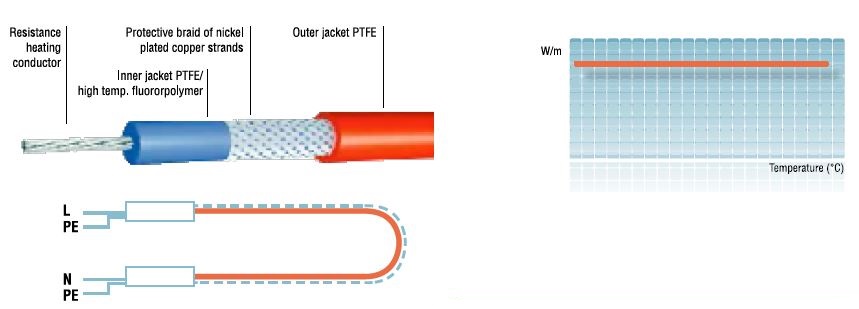 Resistance
heating
conductor
Protective braid of nickel
plated copper strands
Inner jacket PTFE/
high temp. fluororpolymer
Outer jacket PTFE
W/m
Temperature (°C)
L
PE
N
PE